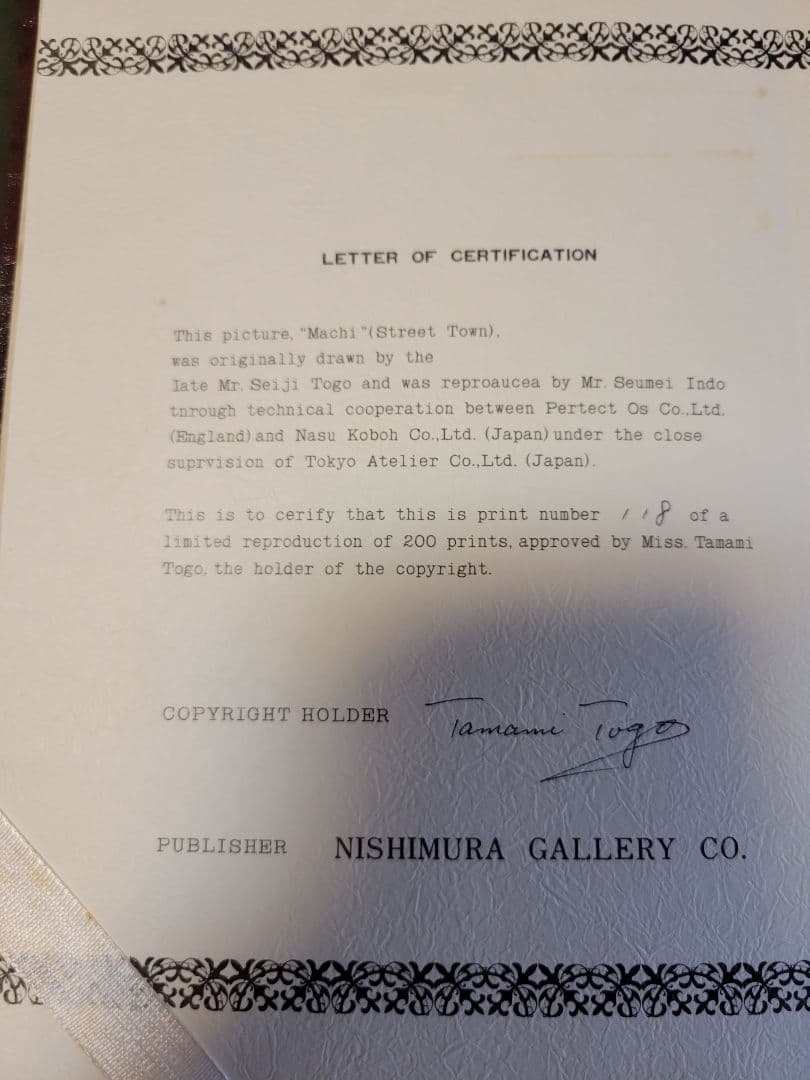 LETTER OF CERTIFICATION
This picture, "Machi"(Street Town),
was originally drawn by the
Iate Mr. Seiji Togo and was reproaucea by Mr. Seumei Indo
tnrough technical cooperation between Pertect Os Co.,Ltd.
(England) and Nasu Koboh Co.,Ltd. (Japan) under the close
suprvision of Tokyo Atelier Co.,Ltd. (Japan).
This is to cerify that this is print number 118 of a
limited reproduction of 200 prints, approved by Miss. Tamami
Togo, the holder of the copyright.
COPYRIGHT HOLDER Tamami Togo
PUBLISHER NISHIMURA GALLERY CO.